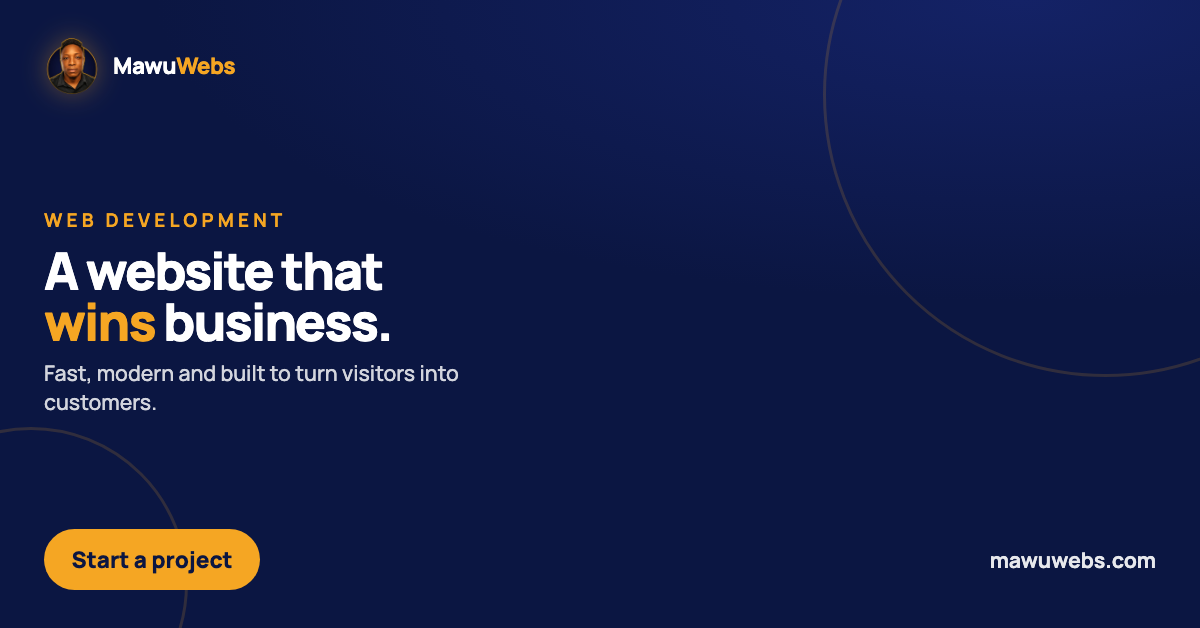 MawuWebs
WEB DEVELOPMENT
A website that
wins business.
Fast, modern and built to turn visitors into
customers.
Start a project
mawuwebs.com